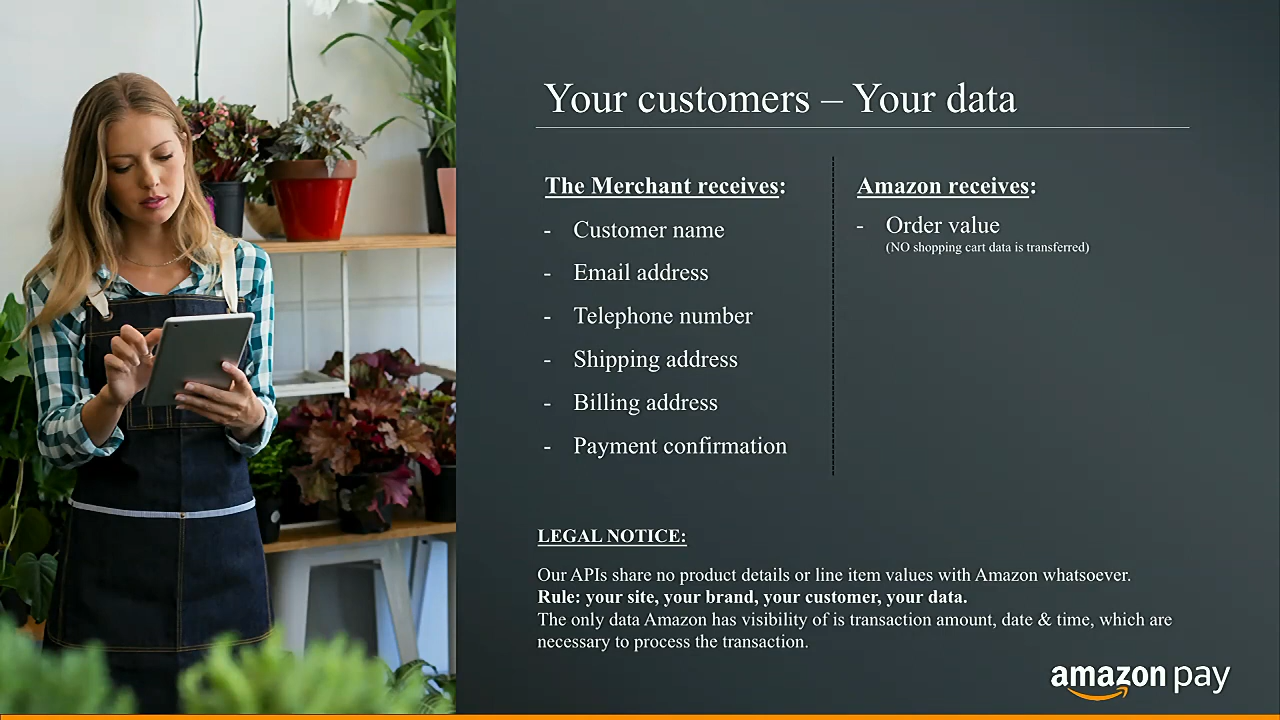 Your customers – Your data
The Merchant receives:
- Customer name
- Email address
- Telephone number
- Shipping address
- Billing address
- Payment confirmation
Amazon receives:
- Order value
(NO shopping cart data is transferred)
LEGAL NOTICE:
Our APIs share no product details or line item values with Amazon whatsoever.
Rule: your site, your brand, your customer, your data.
The only data Amazon has visibility of is transaction amount, date & time, which are
necessary to process the transaction.
amazon pay